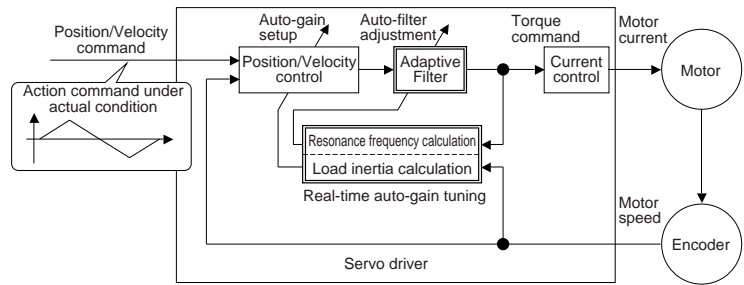 Position/Velocity
command
Action command under
actual condition
Auto-gain
setup
Auto-filter
adjustment
Torque
command
Motor
current
Position/Velocity
control
Adaptive
Filter
Current
control
Motor
Resonance frequency calculation
Load inertia calculation
Real-time auto-gain tuning
Motor
speed
Encoder
Servo driver